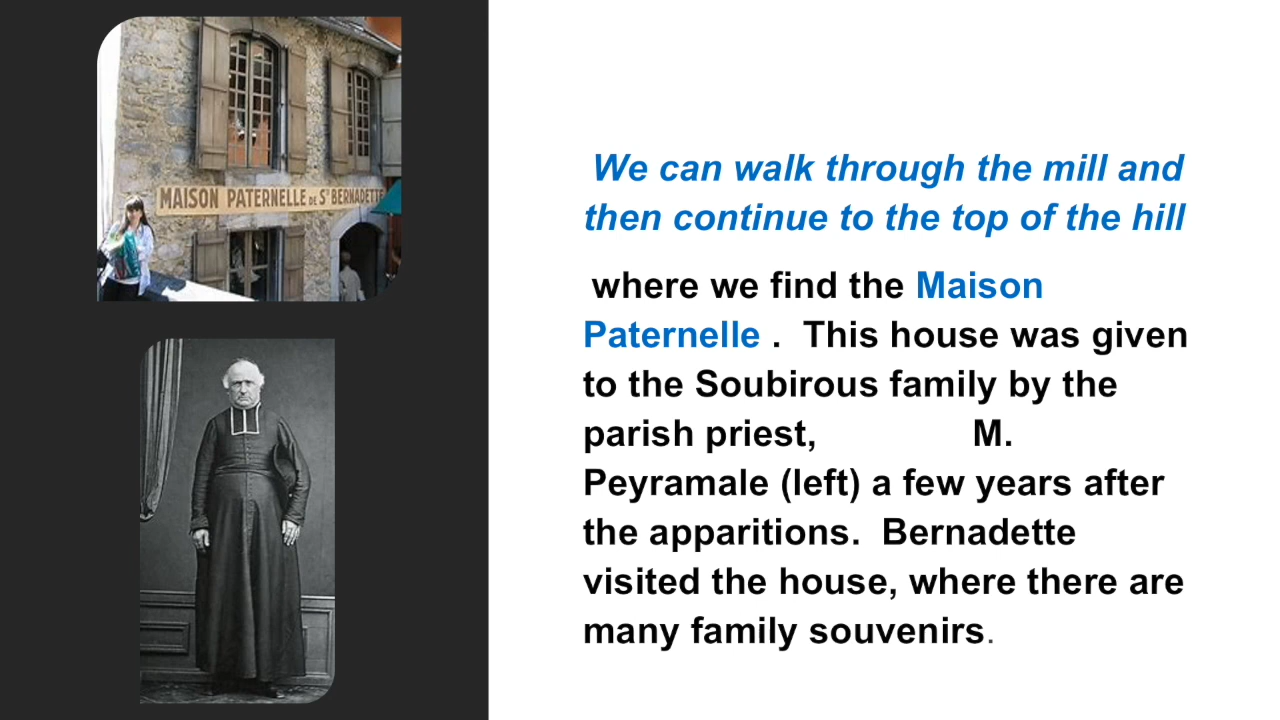 MAISON PATERNELLE DE Sᵀᴱ BERNADETTE
We can walk through the mill and
then continue to the top of the hill
where we find the Maison
Paternelle .  This house was given
to the Soubirous family by the
parish priest,               M.
Peyramale (left) a few years after
the apparitions.  Bernadette
visited the house, where there are
many family souvenirs.